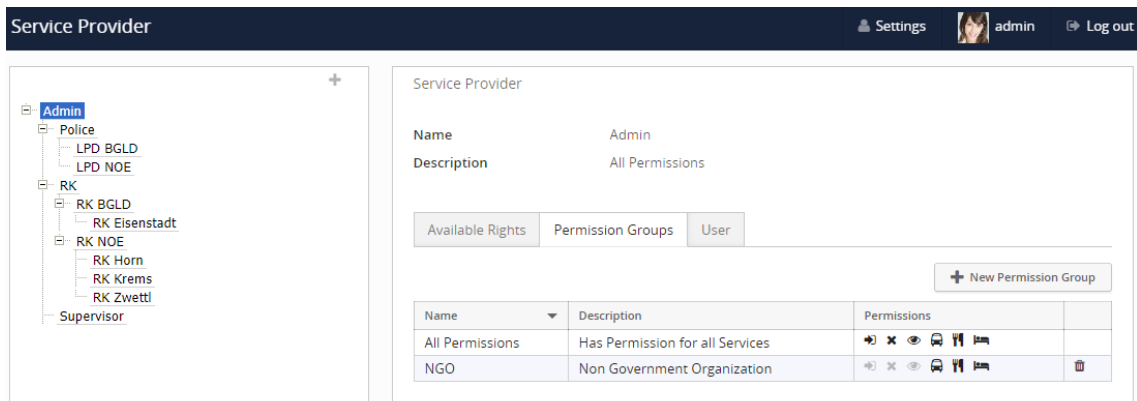 Service Provider
Settings
admin
Log out
Admin
Police
LPD BGLD
LPD NOE
RK
RK BGLD
RK Eisenstadt
RK NOE
RK Horn
RK Krems
RK Zwettl
Supervisor
Service Provider
Name Admin
Description All Permissions
Available Rights Permission Groups User
New Permission Group
Name Description Permissions
All Permissions Has Permission for all Services
NGO Non Government Organization